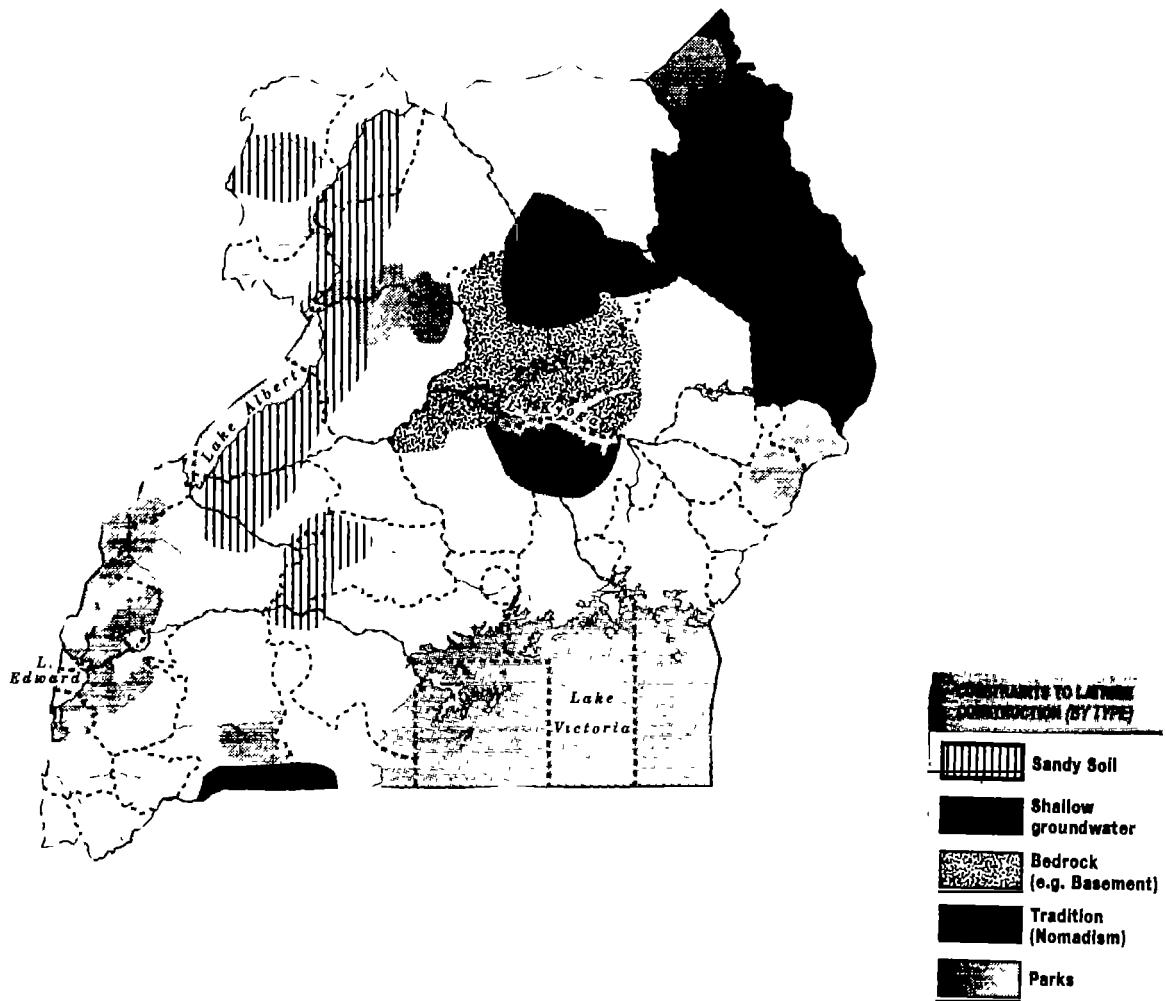 Lake Albert
L. Kyoga
L.
Edward
Lake
Victoria
CONSTRAINTS TO LATRINE
CONSTRUCTION (BY TYPE)
Sandy Soil
Shallow
groundwater
Bedrock
(e.g. Basement)
Tradition
(Nomadism)
Parks